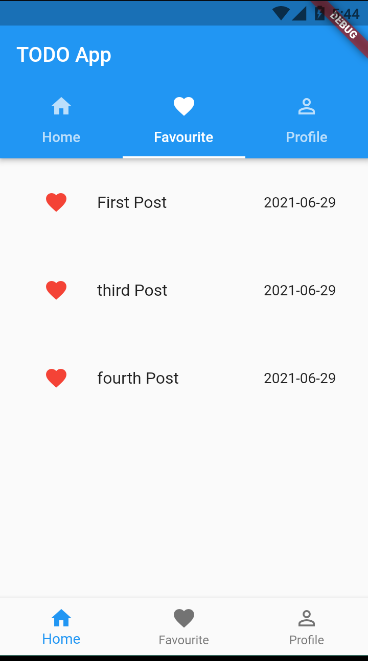 5:44
DEBUG
TODO App
Home Favourite Profile
First Post 2021-06-29
third Post 2021-06-29
fourth Post 2021-06-29
Home Favourite Profile